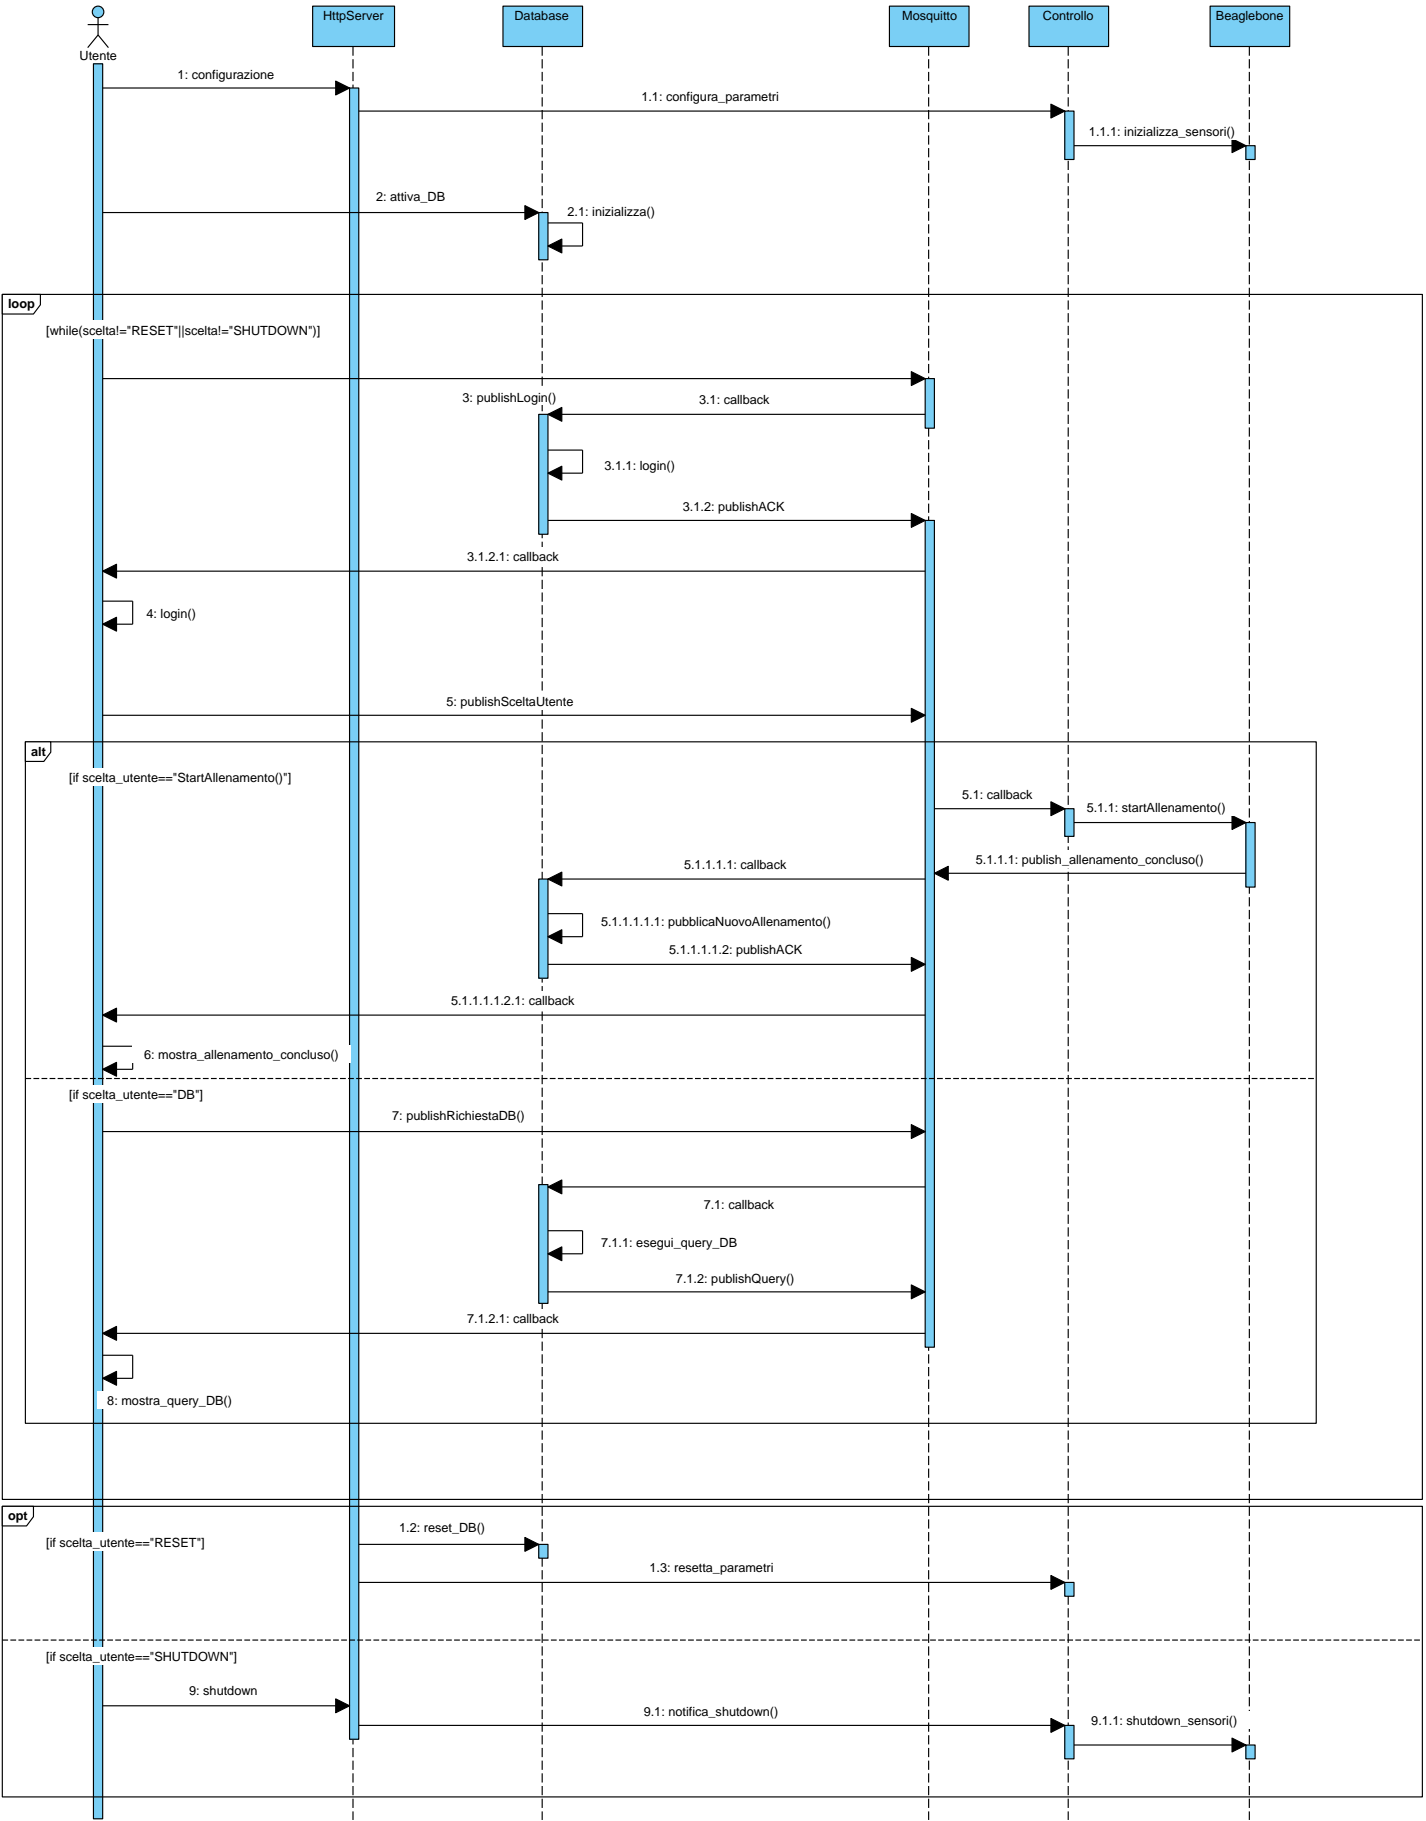 HttpServer
Database
Mosquitto
Controllo
Beaglebone
Utente
1: configurazione
1.1: configura_parametri
1.1.1: inizializza_sensori()
2: attiva_DB
2.1: inizializza()
loop
[while(scelta!="RESET"||scelta!="SHUTDOWN")]
3: publishLogin()
3.1: callback
3.1.1: login()
3.1.2: publishACK
3.1.2.1: callback
4: login()
5: publishSceltaUtente
alt
[if scelta_utente=="StartAllenamento()"]
5.1: callback
5.1.1: startAllenamento()
5.1.1.1: publish_allenamento_concluso()
5.1.1.1.1: callback
5.1.1.1.1.1: pubblicaNuovoAllenamento()
5.1.1.1.1.2: publishACK
5.1.1.1.1.2.1: callback
6: mostra_allenamento_concluso()
[if scelta_utente=="DB"]
7: publishRichiestaDB()
7.1: callback
7.1.1: esegui_query_DB
7.1.2: publishQuery()
7.1.2.1: callback
8: mostra_query_DB()
opt
[if scelta_utente=="RESET"]
1.2: reset_DB()
1.3: resetta_parametri
[if scelta_utente=="SHUTDOWN"]
9: shutdown
9.1: notifica_shutdown()
9.1.1: shutdown_sensori()